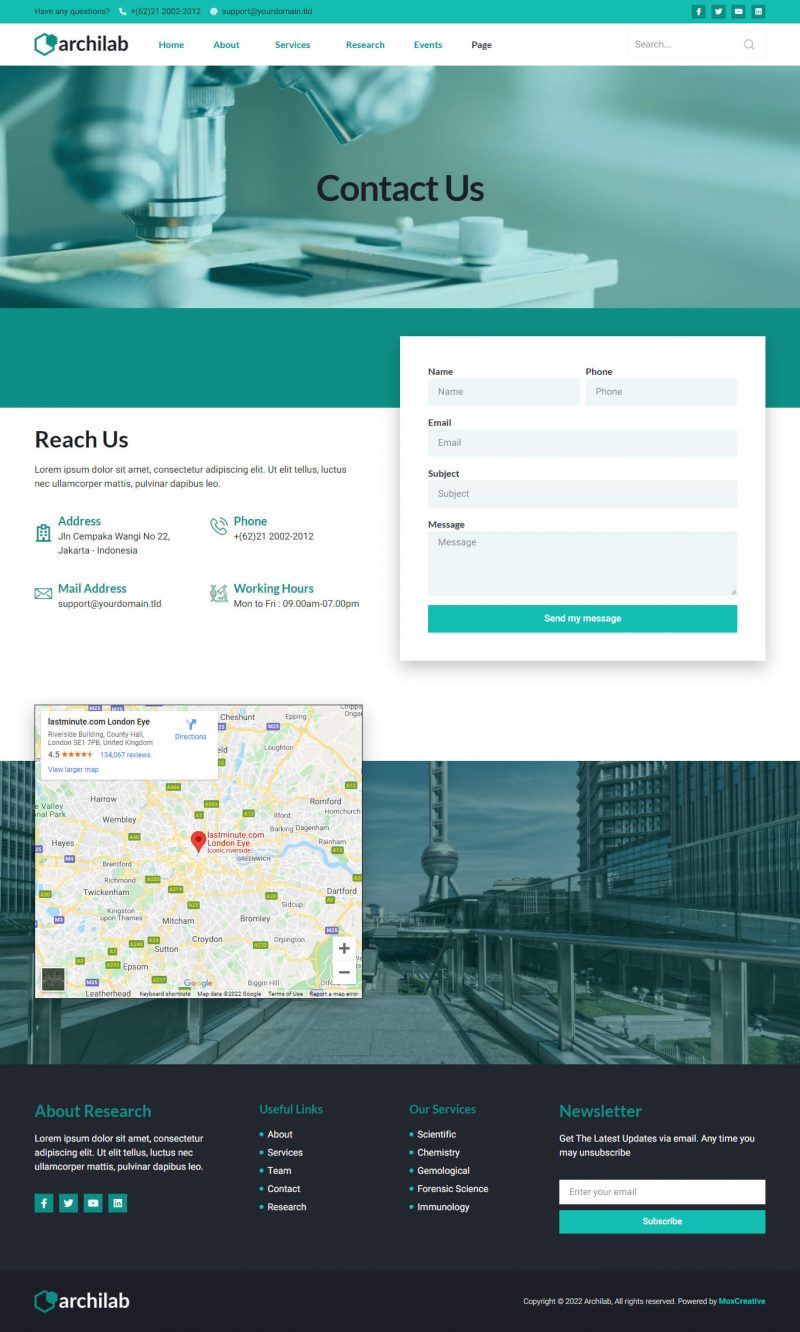 Have any questions? +(62)21 2002-2012 support@yourdomain.tld
archilab Home About Services Research Events Page Search...
Contact Us
Name Phone
Name Phone
Email
Email
Subject
Subject
Message
Message
Send my message
Reach Us
Lorem ipsum dolor sit amet, consectetur adipiscing elit. Ut elit tellus, luctus
nec ullamcorper mattis, pulvinar dapibus leo.
Address
Jln Cempaka Wangi No 22,
Jakarta - Indonesia
Phone
+(62)21 2002-2012
Mail Address
support@yourdomain.tld
Working Hours
Mon to Fri : 09.00am-07.00pm
lastminute.com London Eye
Riverside Building, County Hall,
London SE1 7PB, United Kingdom
4.5 134,067 reviews
View larger map
Directions
Cheshunt
Epping
Chippin
Ongar
M25
M25
M25
Loughton
A496
Harrow
Romford
Hornchurch
Wembley
Ilford
Barking
Dagenham
Hayes
lastminute.com
London Eye
Iconic riverside
Rainham
M4
Brentford
GREENWICH
Richmond
Twickenham
Dartford
Kingston
upon Thames
Sidcup
Mitcham
Bromley
Croydon
Orpington
Sutton
Epsom
Leatherhead
Biggin Hill
Google
Keyboard shortcuts Map data ©2022 Google Terms of Use Report a map error
About Research
Lorem ipsum dolor sit amet, consectetur
adipiscing elit. Ut elit tellus, luctus nec
ullamcorper mattis, pulvinar dapibus leo.
Useful Links
About
Services
Team
Contact
Research
Our Services
Scientific
Chemistry
Gemological
Forensic Science
Immunology
Newsletter
Get The Latest Updates via email. Any time you
may unsubscribe
Enter your email
Subscribe
archilab
Copyright © 2022 Archilab, All rights reserved. Powered by MoxCreative